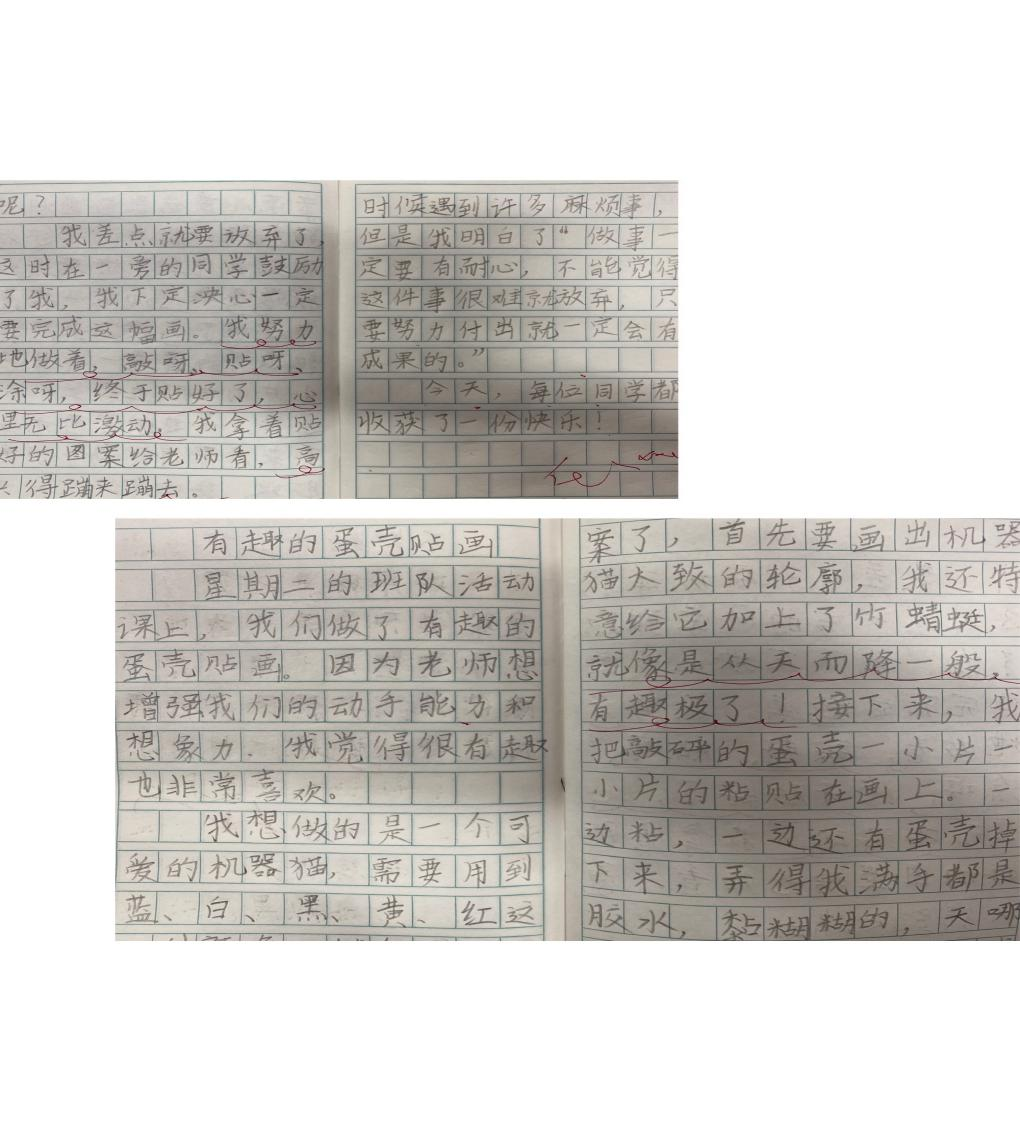 呢？
我差点就要放弃了，
这时在一旁的同学鼓励
了我，我下定决心一定
要完成这幅画。我努力
地做着，敲呀、贴呀、
涂呀，终于贴好了，心
里无比激动。我拿着贴
好的图案给老师看，高
兴得蹦来蹦去。
时候遇到许多麻烦事，
但是我明白了“做事一
定要有耐心，不能觉得
这件事很难就放弃，只
要努力付出就一定会有
成果的。”
今天，每位同学都
收获了一份快乐！
有趣的蛋壳贴画
星期二的班队活动
课上，我们做了有趣的
蛋壳贴画。因为老师想
增强我们的动手能力和
想象力．我觉得很有趣
也非常喜欢。
我想做的是一个可
爱的机器猫，需要用到
蓝、白、黑、黄、红这
案了，首先要画出机器
猫大致的轮廓，我还特
意给它加上了竹蜻蜓，
就像是从天而降一般，
有趣极了！接下来，我
把敲碎的蛋壳一小片一
小片的粘贴在画上。一
边粘，一边还有蛋壳掉
下来，弄得我满手都是
胶水，黏糊糊的，天哪